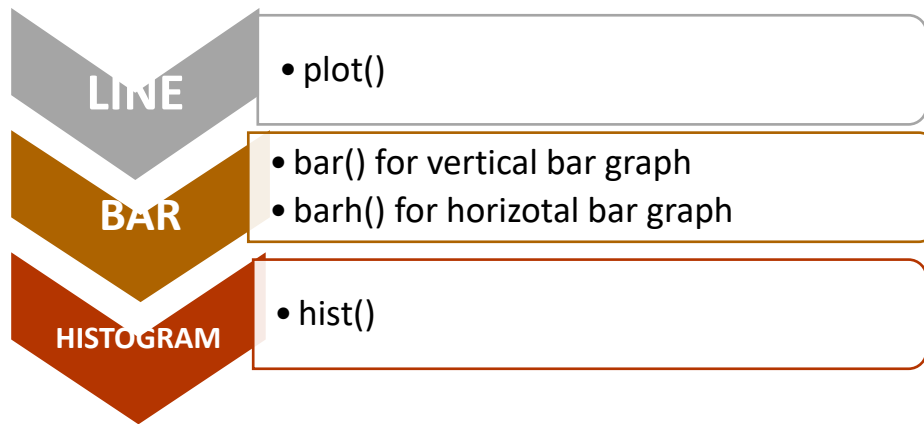 LINE
• plot()
BAR
• bar() for vertical bar graph
• barh() for horizotal bar graph
HISTOGRAM
• hist()